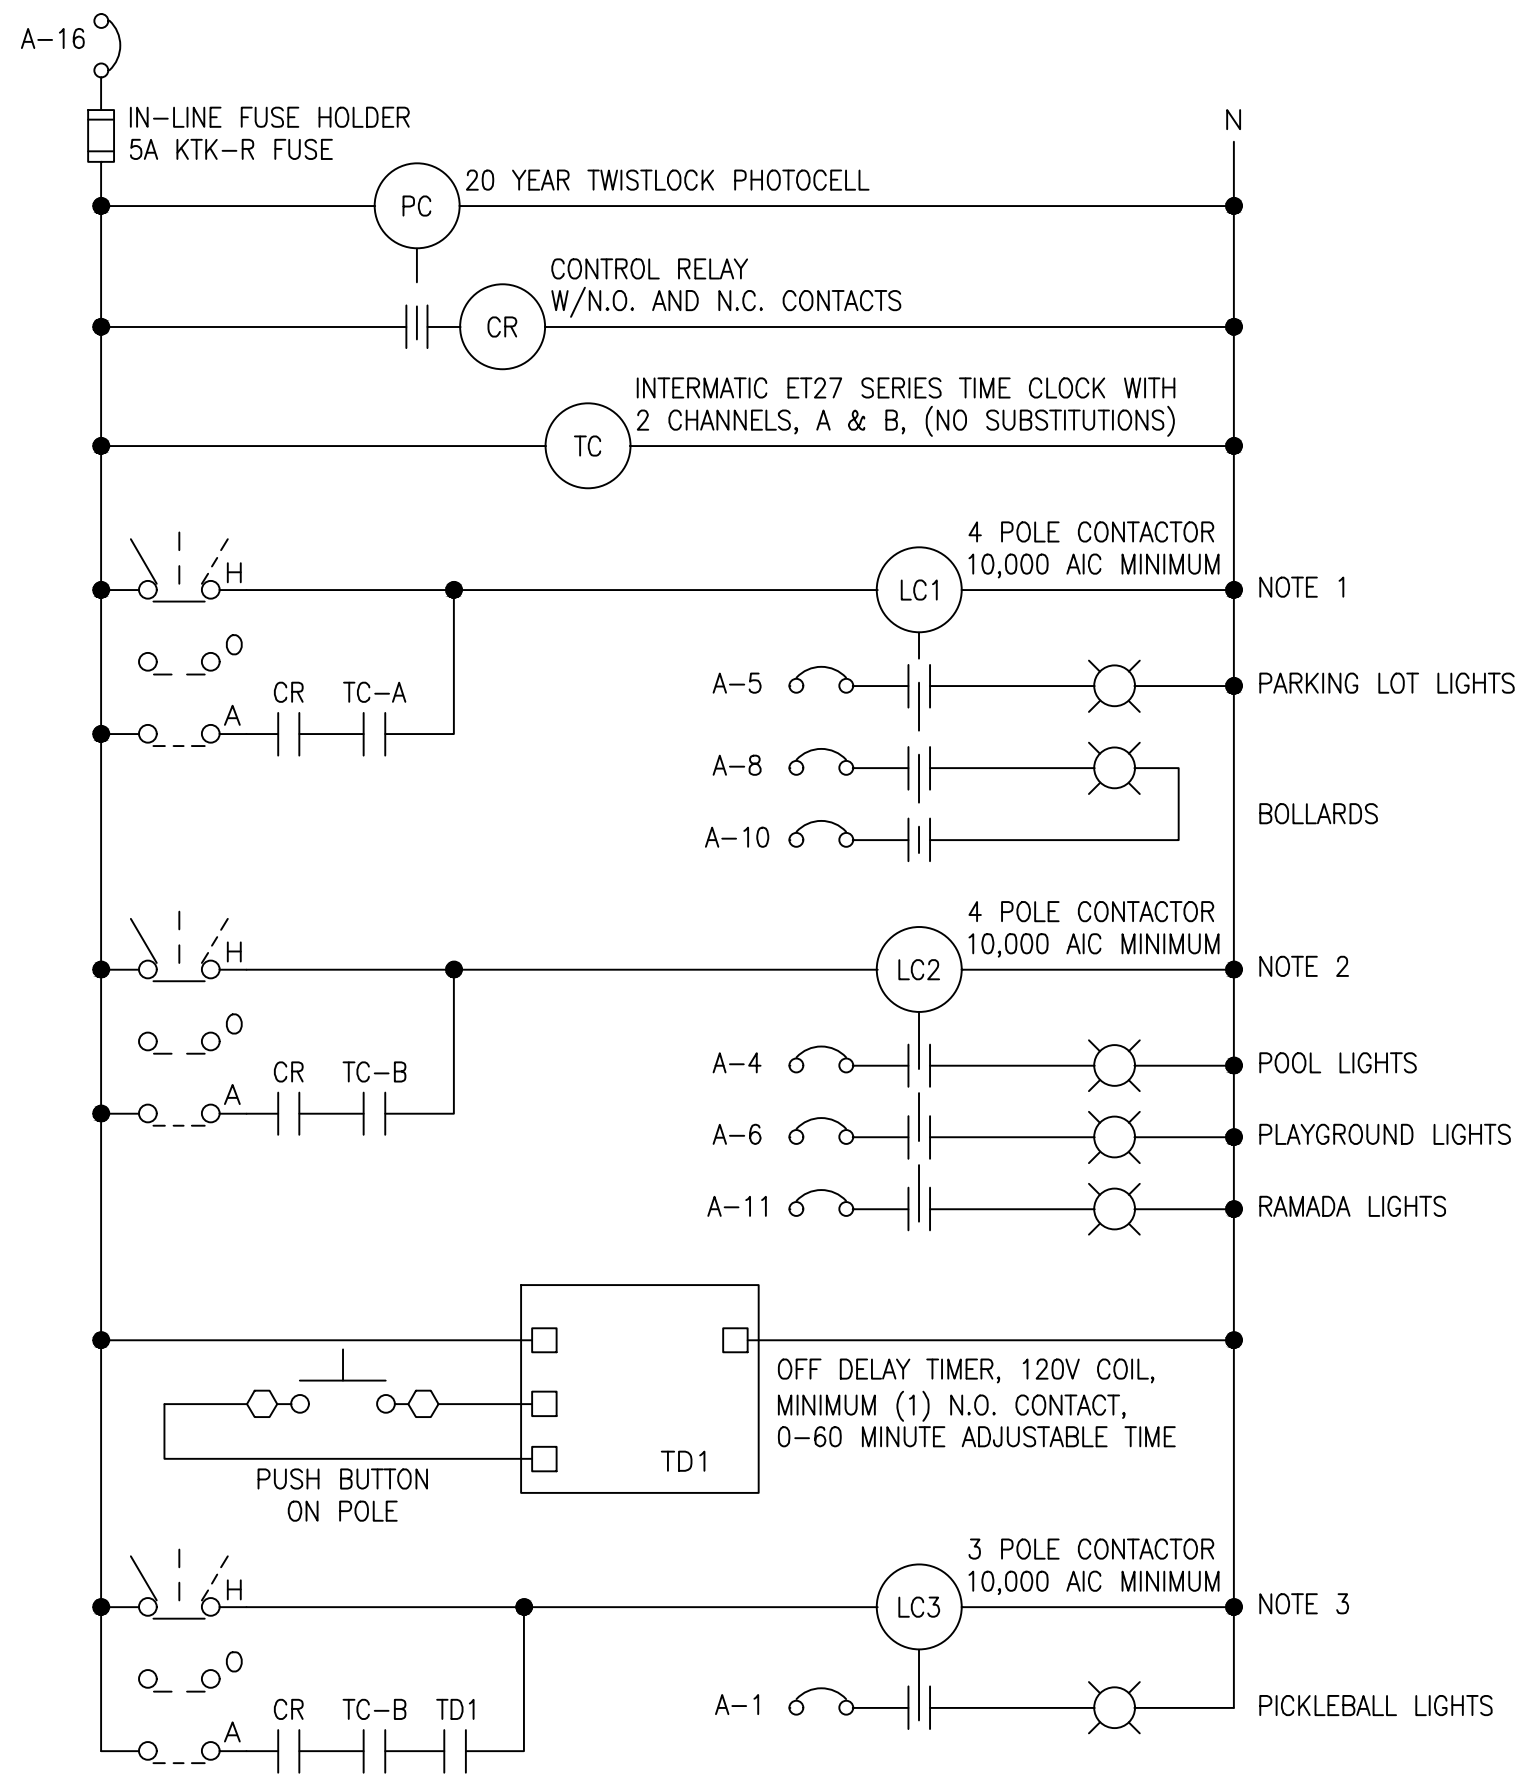 A-16
IN-LINE FUSE HOLDER
5A KTK-R FUSE
N
20 YEAR TWISTLOCK PHOTOCELL
PC
CONTROL RELAY
W/N.O. AND N.C. CONTACTS
CR
INTERMATIC ET27 SERIES TIME CLOCK WITH
2 CHANNELS, A & B, (NO SUBSTITUTIONS)
TC
4 POLE CONTACTOR
10,000 AIC MINIMUM
H
LC1
NOTE 1
O
A-5
PARKING LOT LIGHTS
CR
TC-A
A
A-8
BOLLARDS
A-10
4 POLE CONTACTOR
10,000 AIC MINIMUM
H
LC2
NOTE 2
O
A-4
POOL LIGHTS
CR
TC-B
A
A-6
PLAYGROUND LIGHTS
A-11
RAMADA LIGHTS
OFF DELAY TIMER, 120V COIL,
MINIMUM (1) N.O. CONTACT,
0-60 MINUTE ADJUSTABLE TIME
TD1
PUSH BUTTON
ON POLE
3 POLE CONTACTOR
10,000 AIC MINIMUM
H
LC3
NOTE 3
O
CR
TC-B
TD1
A
A-1
PICKLEBALL LIGHTS